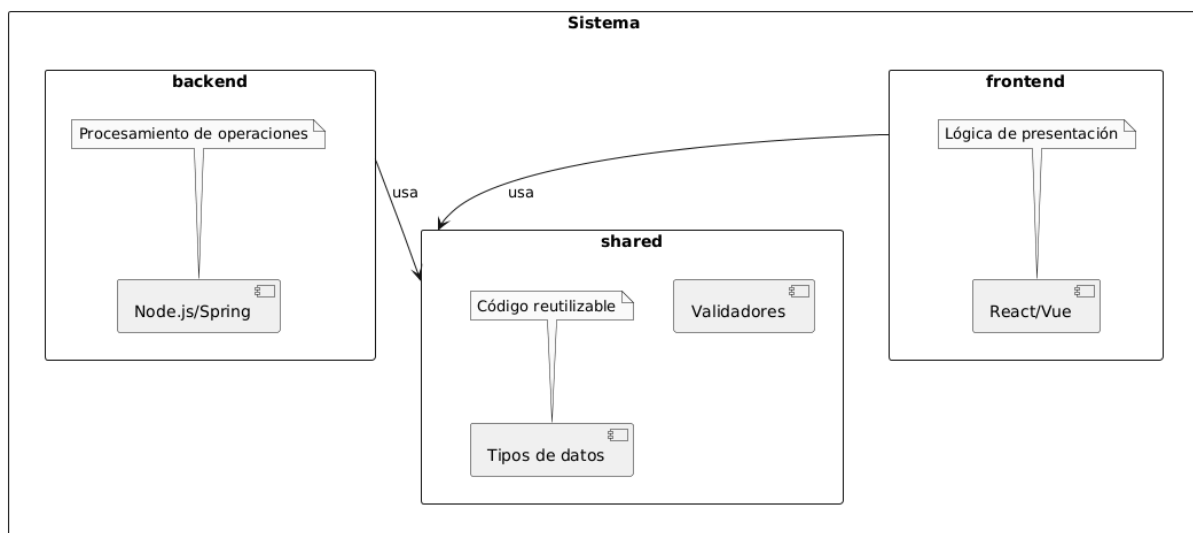 Sistema
backend
Procesamiento de operaciones
Node.js/Spring
usa
usa
frontend
Lógica de presentación
React/Vue
shared
Código reutilizable
Validadores
Tipos de datos